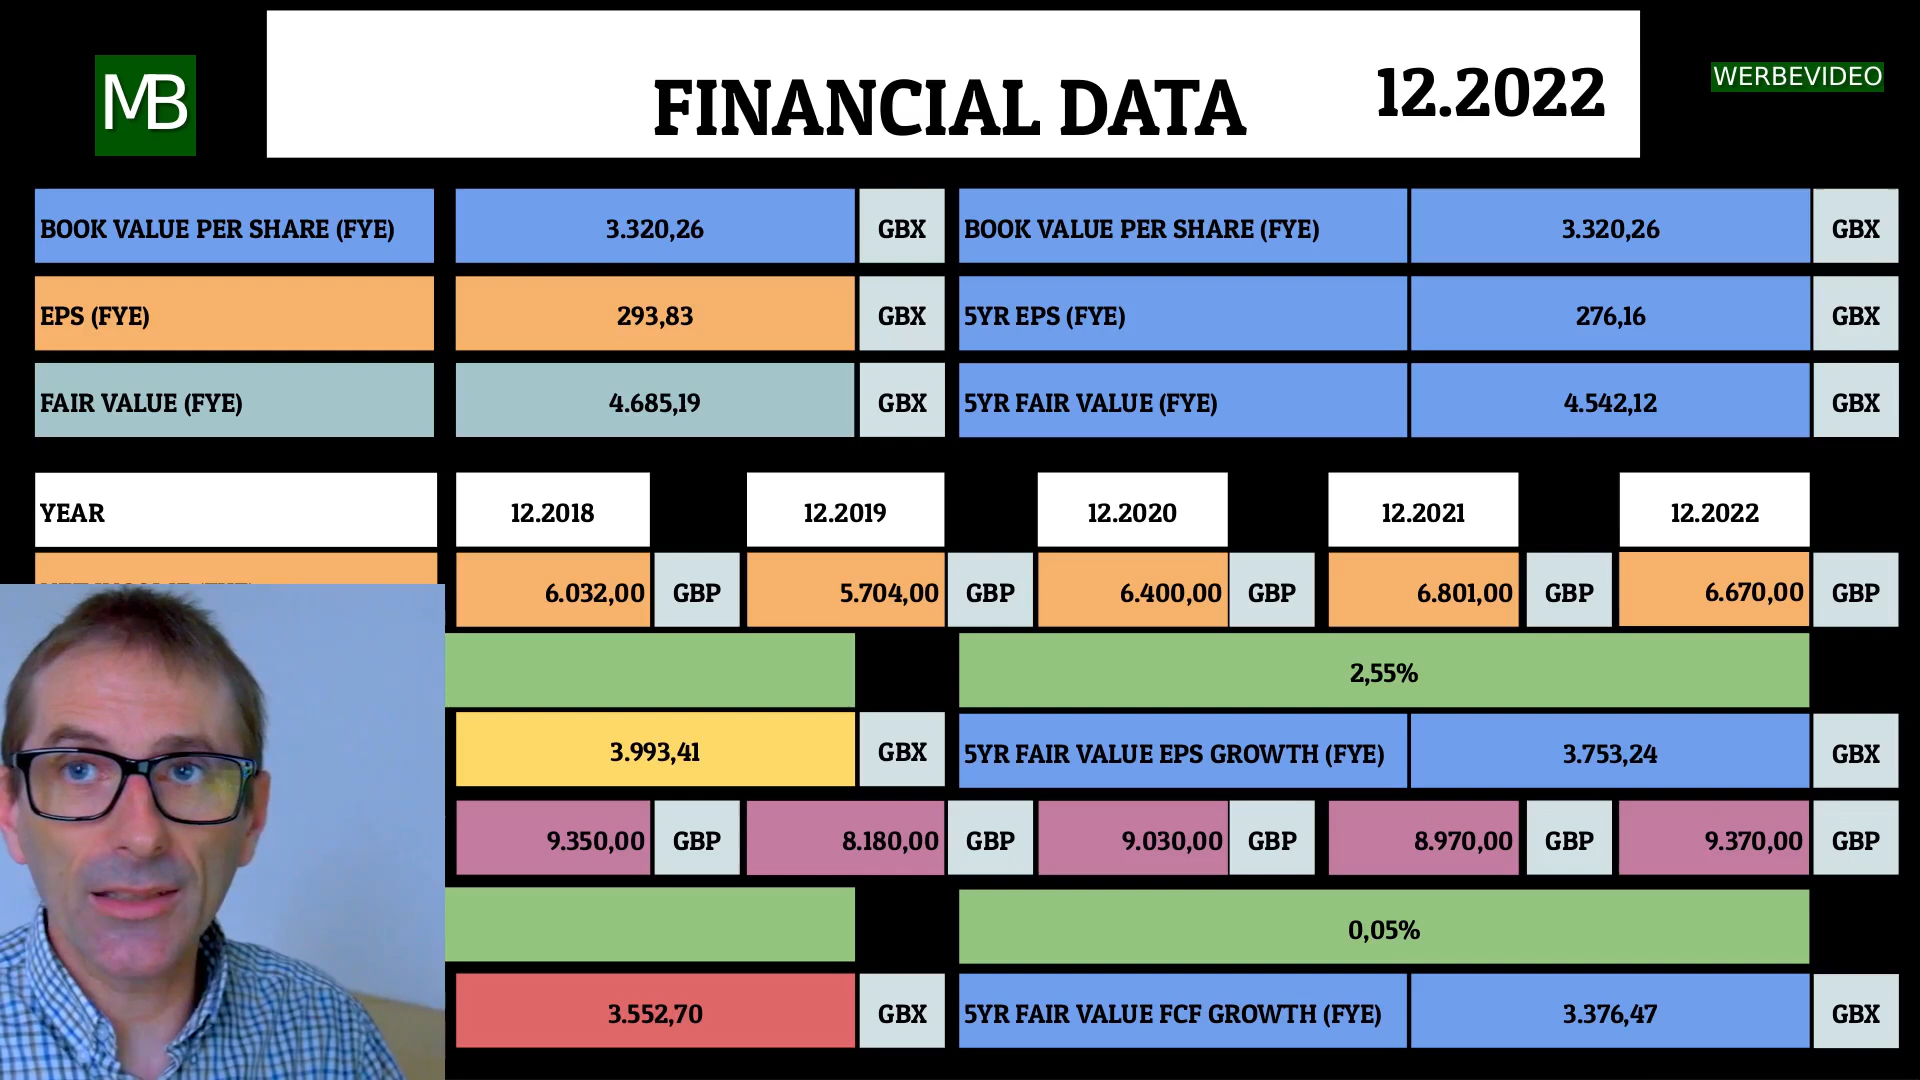 MB
FINANCIAL DATA
12.2022
WERBEVIDEO
BOOK VALUE PER SHARE (FYE) 3.320,26 GBX BOOK VALUE PER SHARE (FYE) 3.320,26 GBX
EPS (FYE) 293,83 GBX 5YR EPS (FYE) 276,16 GBX
FAIR VALUE (FYE) 4.685,19 GBX 5YR FAIR VALUE (FYE) 4.542,12 GBX
YEAR 12.2018 12.2019 12.2020 12.2021 12.2022
6.032,00 GBP 5.704,00 GBP 6.400,00 GBP 6.801,00 GBP 6.670,00 GBP
2,55%
3.993,41 GBX 5YR FAIR VALUE EPS GROWTH (FYE) 3.753,24 GBX
9.350,00 GBP 8.180,00 GBP 9.030,00 GBP 8.970,00 GBP 9.370,00 GBP
0,05%
3.552,70 GBX 5YR FAIR VALUE FCF GROWTH (FYE) 3.376,47 GBX